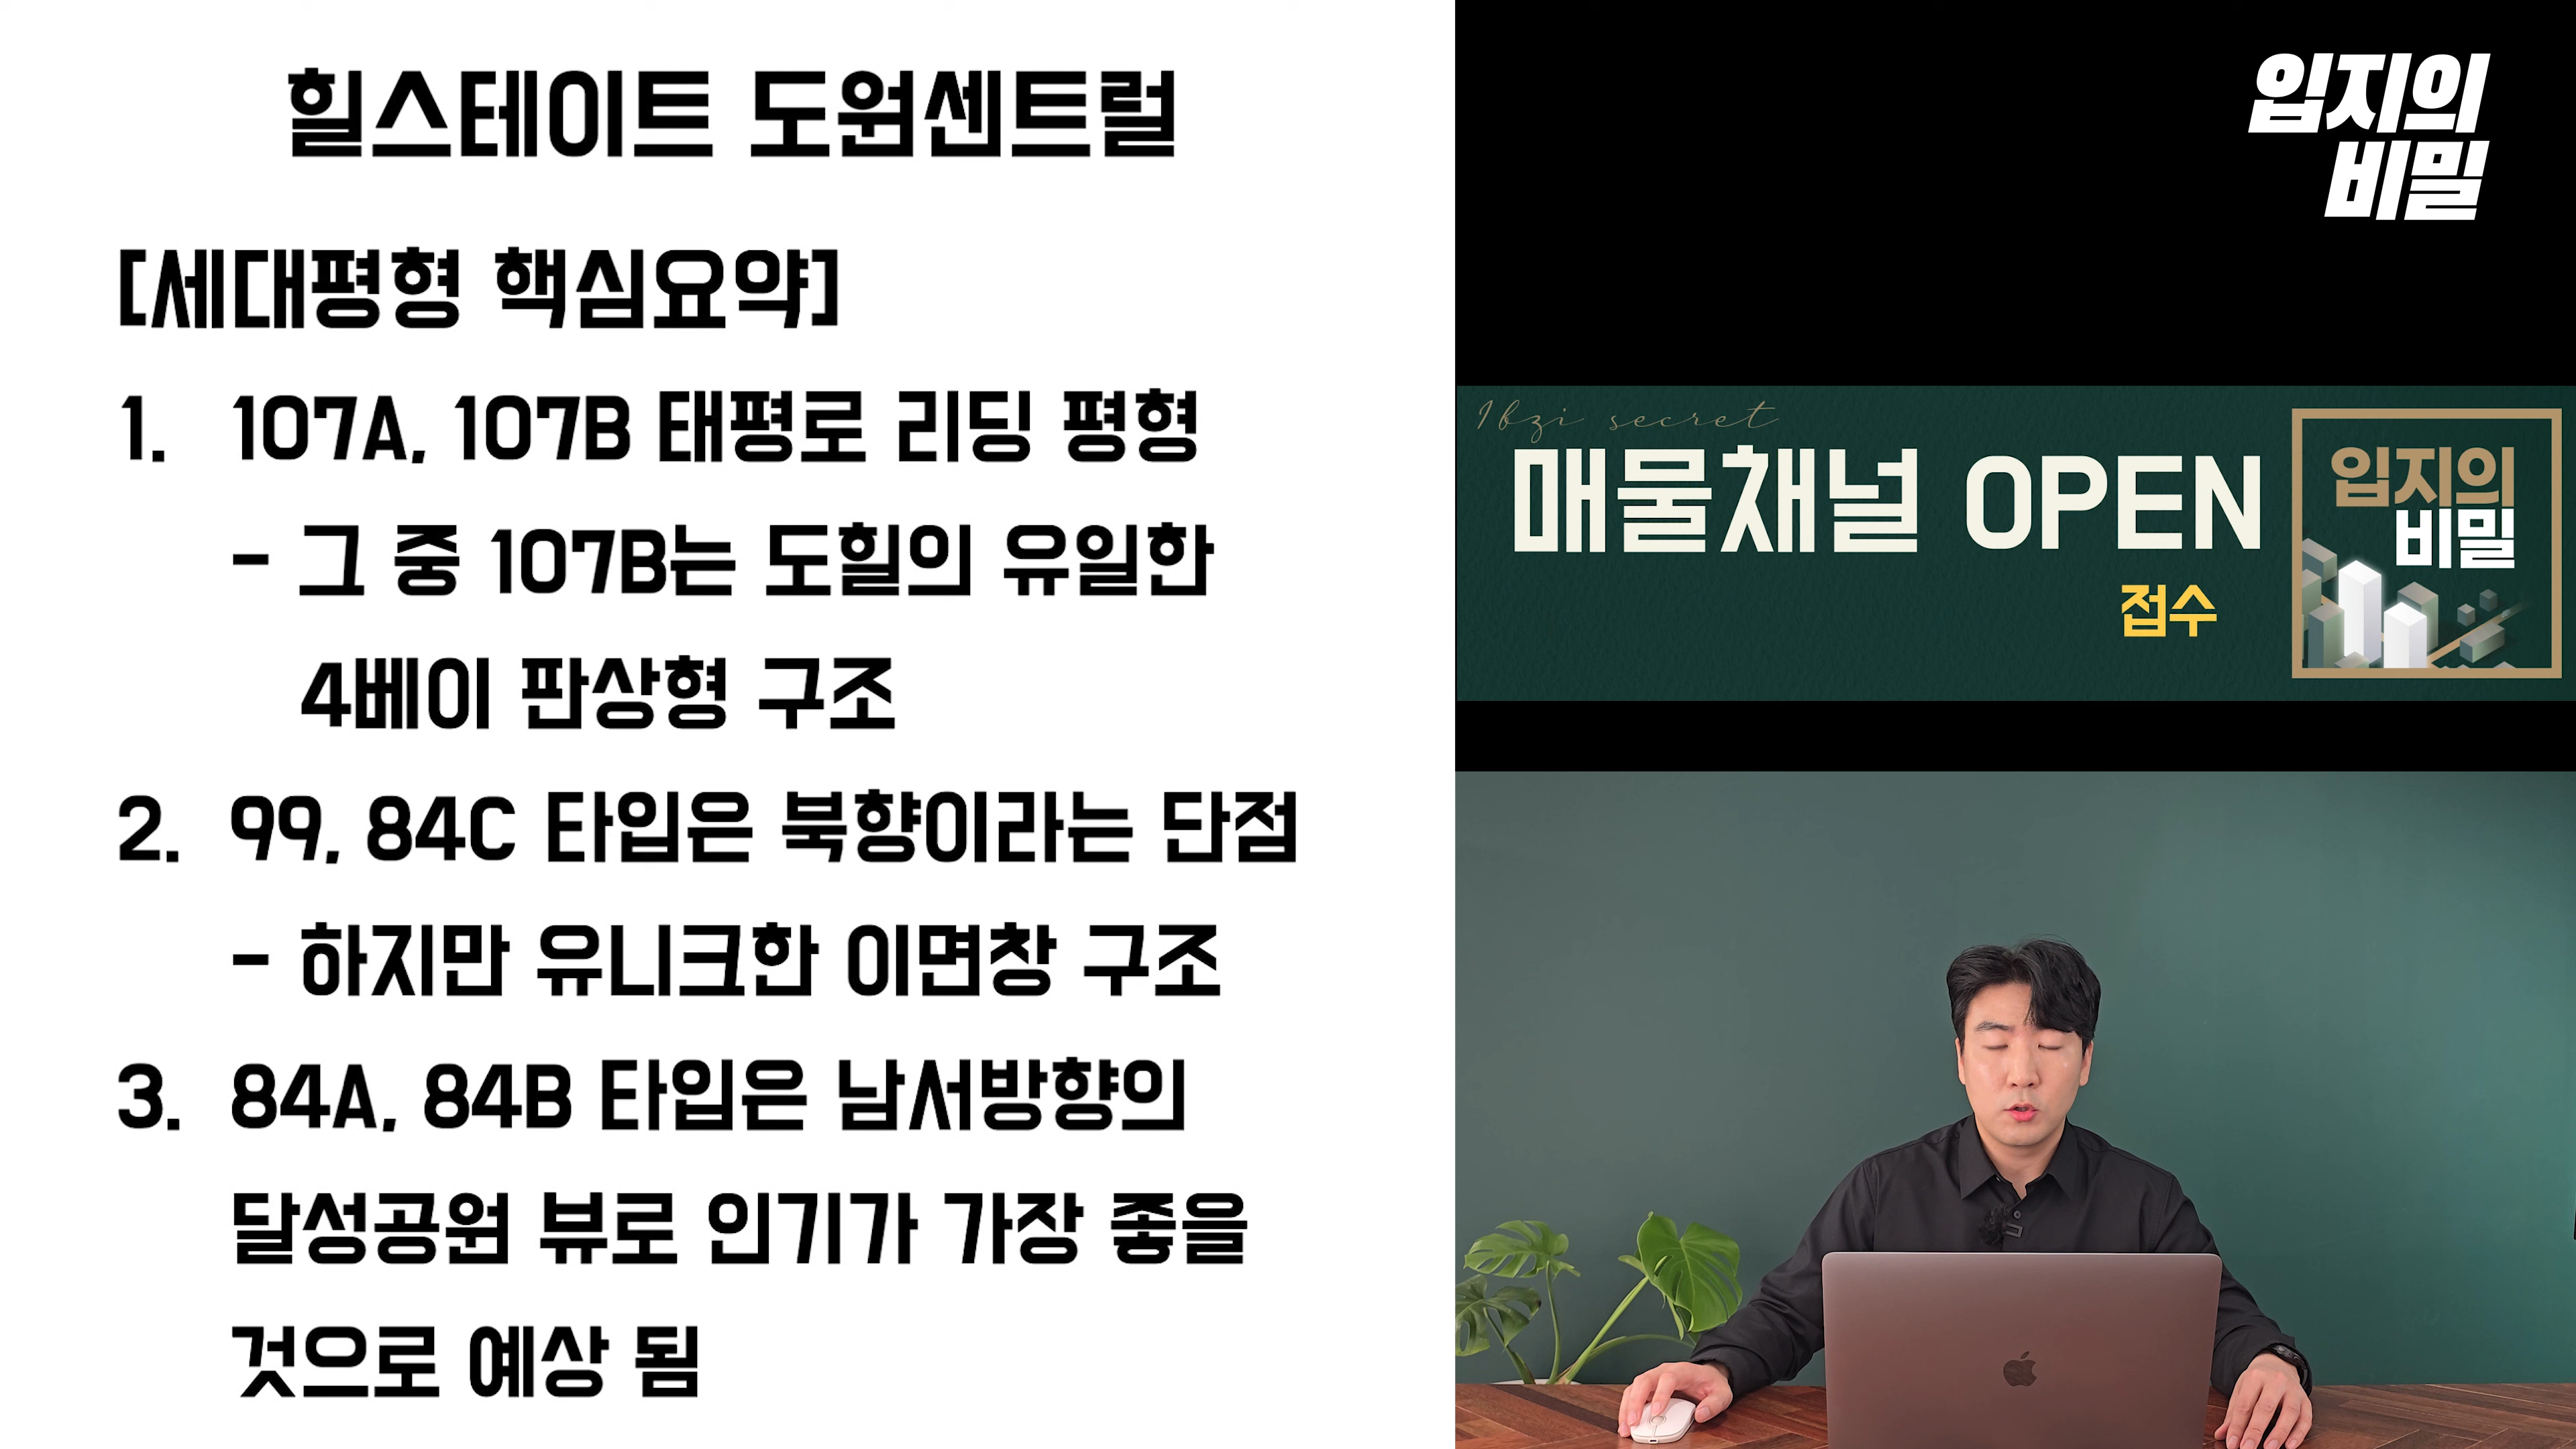 힐스테이트 도원센트럴
[세대평형 핵심요약]
1. 107A, 107B 태평로 리딩 평형
- 그 중 107B는 도힐의 유일한
4베이 판상형 구조
2. 99, 84C 타입은 북향이라는 단점
- 하지만 유니크한 이면창 구조
3. 84A, 84B 타입은 남서방향의
달성공원 뷰로 인기가 가장 좋을
것으로 예상 됨
입지의
비밀
Ibzi secret
매물채널 OPEN
접수
입지의
비밀